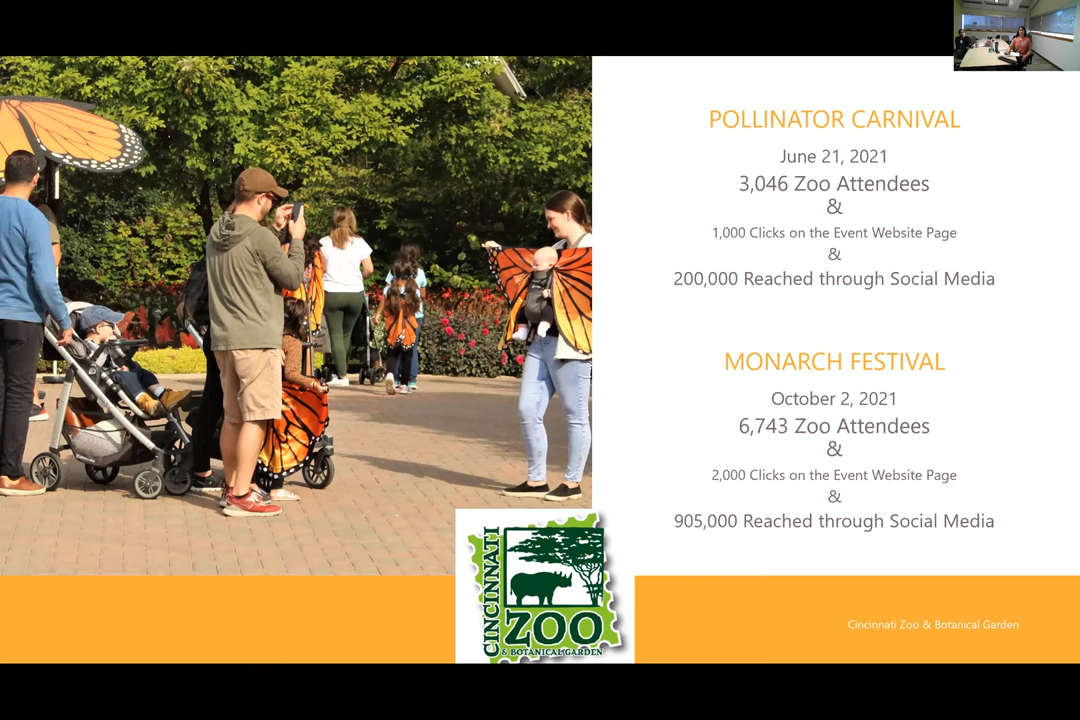 POLLINATOR CARNIVAL
June 21, 2021
3,046 Zoo Attendees
&
1,000 Clicks on the Event Website Page
&
200,000 Reached through Social Media
MONARCH FESTIVAL
October 2, 2021
6,743 Zoo Attendees
&
2,000 Clicks on the Event Website Page
&
905,000 Reached through Social Media
CINCINNATI
ZOO
& BOTANICAL GARDEN
Cincinnati Zoo & Botanical Garden